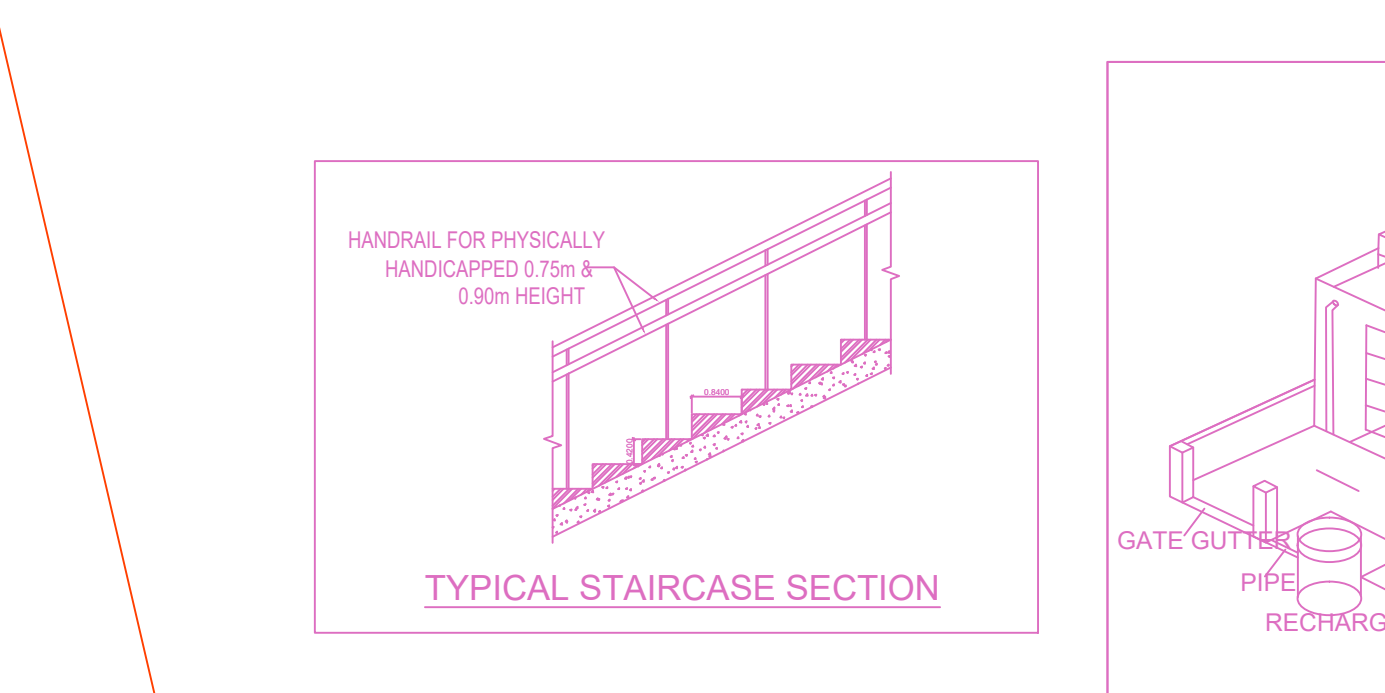 HANDRAIL FOR PHYSICALLY
HANDICAPPED 0.75m &
0.90m HEIGHT
0.8400
0.4200
TYPICAL STAIRCASE SECTION
GATE GUTTER
PIPE
RECHARG